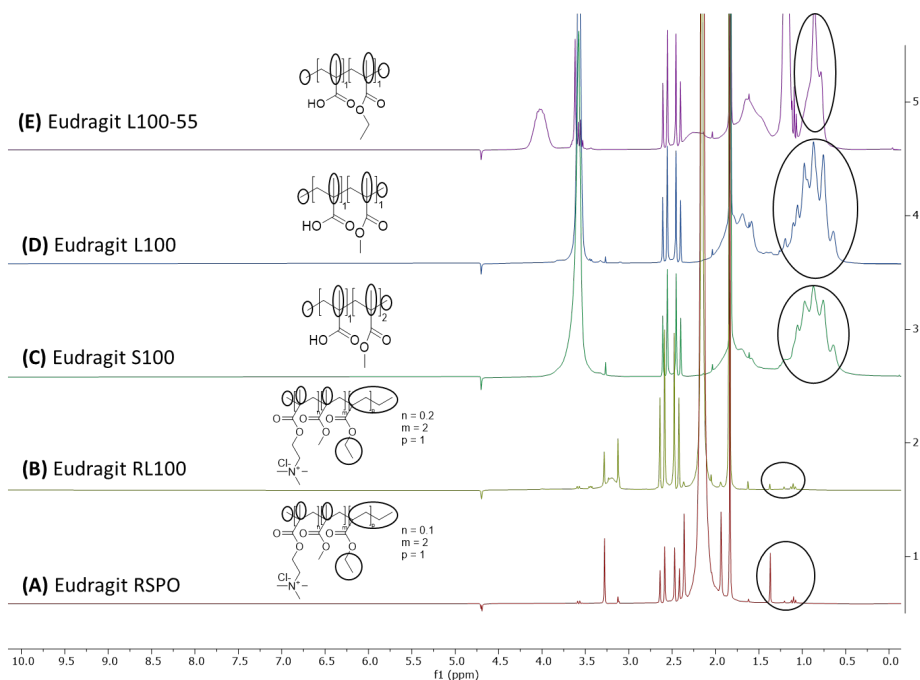 (E) Eudragit L100-55
HO
O
O
O
1
1
5
(D) Eudragit L100
HO
O
O
O
1
1
4
(C) Eudragit S100
HO
O
O
O
1
2
3
(B) Eudragit RL100
O
O
O
O
O
O
Cl-
N+
n
m
p
n = 0.2
m = 2
p = 1
2
(A) Eudragit RSPO
O
O
O
O
O
O
Cl-
N+
n
m
p
n = 0.1
m = 2
p = 1
1
10.0 9.5 9.0 8.5 8.0 7.5 7.0 6.5 6.0 5.5 5.0 4.5 4.0 3.5 3.0 2.5 2.0 1.5 1.0 0.5 0.0
f1 (ppm)